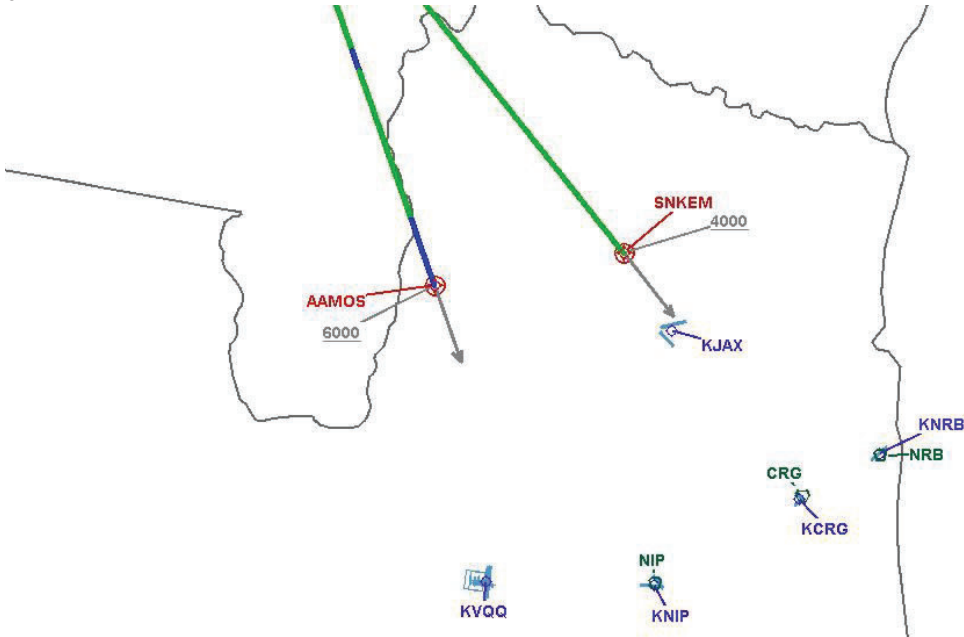 SNKEM
4000
AAMOS
6000
KJAX
KNRB
NRB
CRG
KCRG
NIP
KVQQ
KNIP